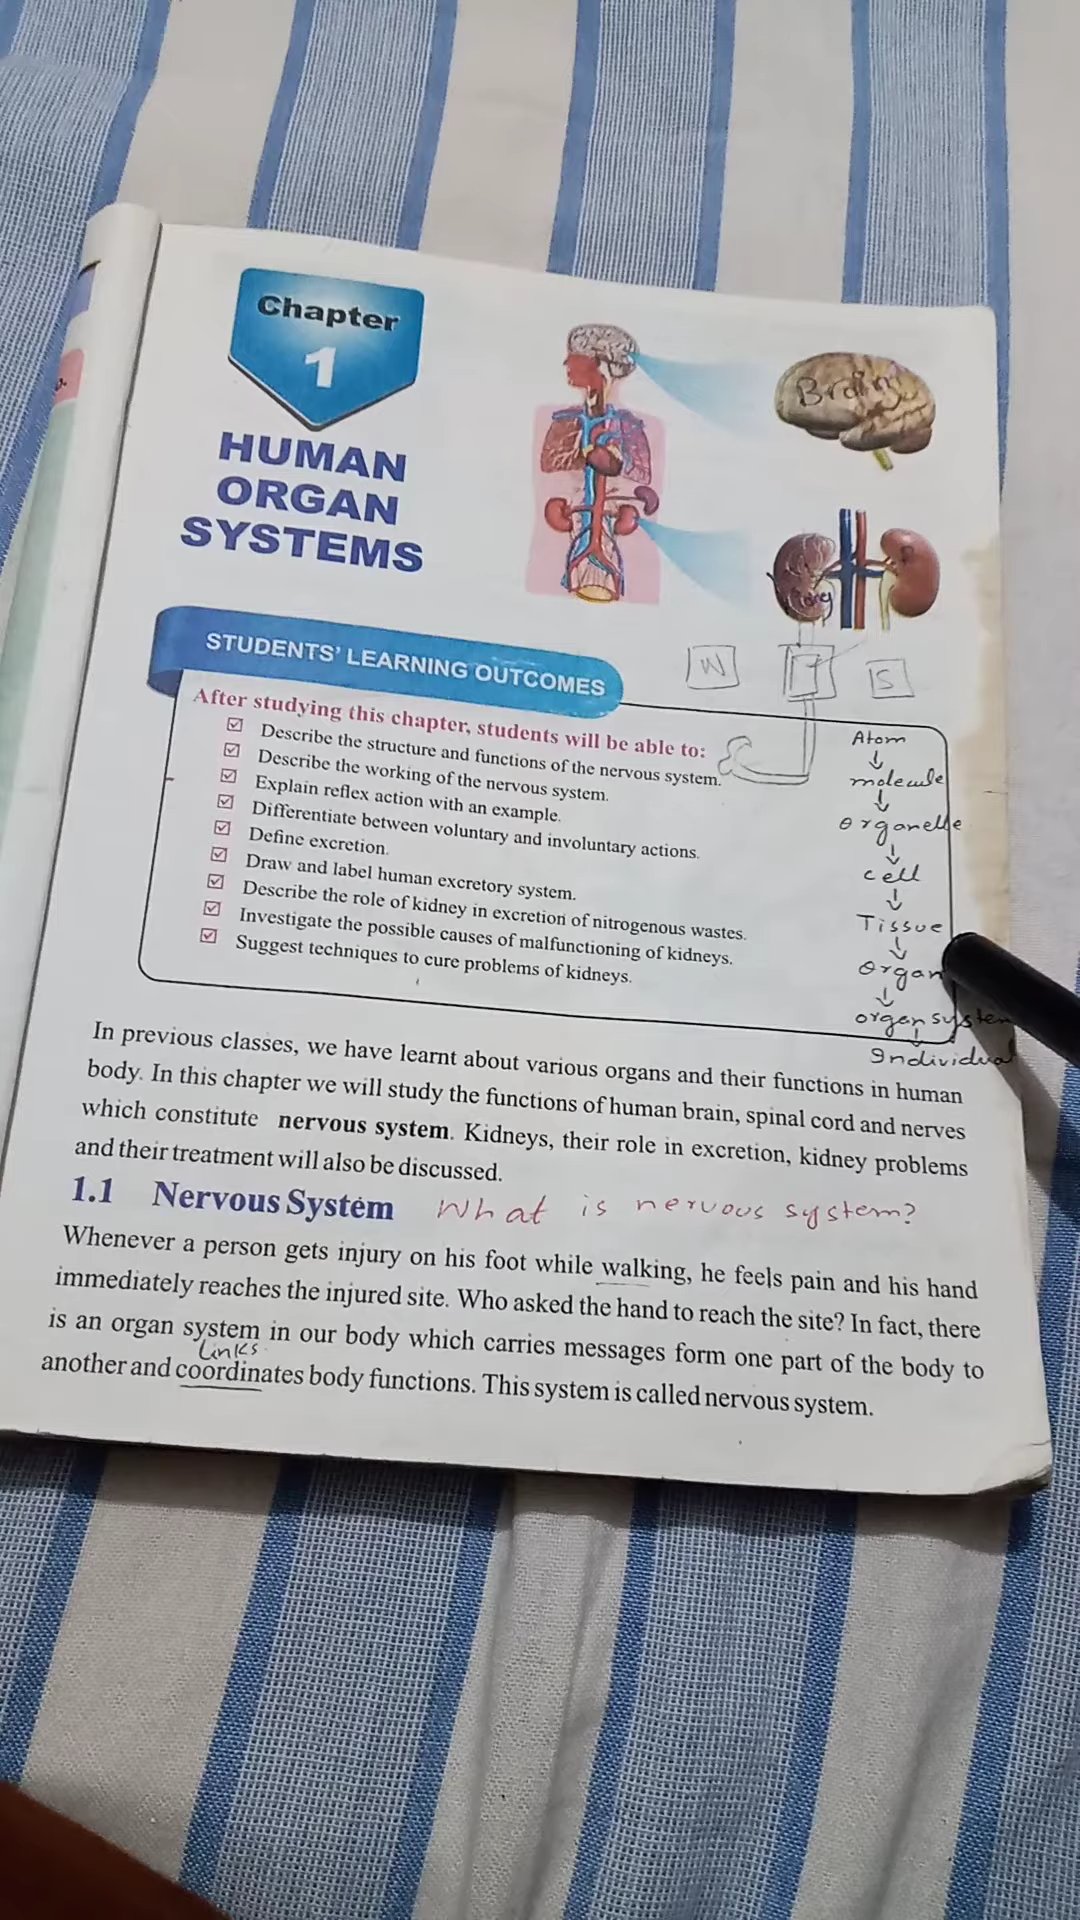 Chapter
1
HUMAN
ORGAN
SYSTEMS
Brain
STUDENTS' LEARNING OUTCOMES
W
S
After studying this chapter, students will be able to:
Describe the structure and functions of the nervous system.
Describe the working of the nervous system.
Explain reflex action with an example.
Differentiate between voluntary and involuntary actions.
Define excretion.
Draw and label human excretory system.
Describe the role of kidney in excretion of nitrogenous wastes.
Investigate the possible causes of malfunctioning of kidneys.
Suggest techniques to cure problems of kidneys.
Atom
↓
molecule
↓
organelle
↓
cell
↓
Tissue
↓
organ
↓
organ system
↓
Individual
In previous classes, we have learnt about various organs and their functions in human
body. In this chapter we will study the functions of human brain, spinal cord and nerves
which constitute nervous system. Kidneys, their role in excretion, kidney problems
and their treatment will also be discussed.
1.1 Nervous System What is nervous system?
Whenever a person gets injury on his foot while walking, he feels pain and his hand
immediately reaches the injured site. Who asked the hand to reach the site? In fact, there
is an organ system in our body which carries messages form one part of the body to
Links
another and coordinates body functions. This system is called nervous system.